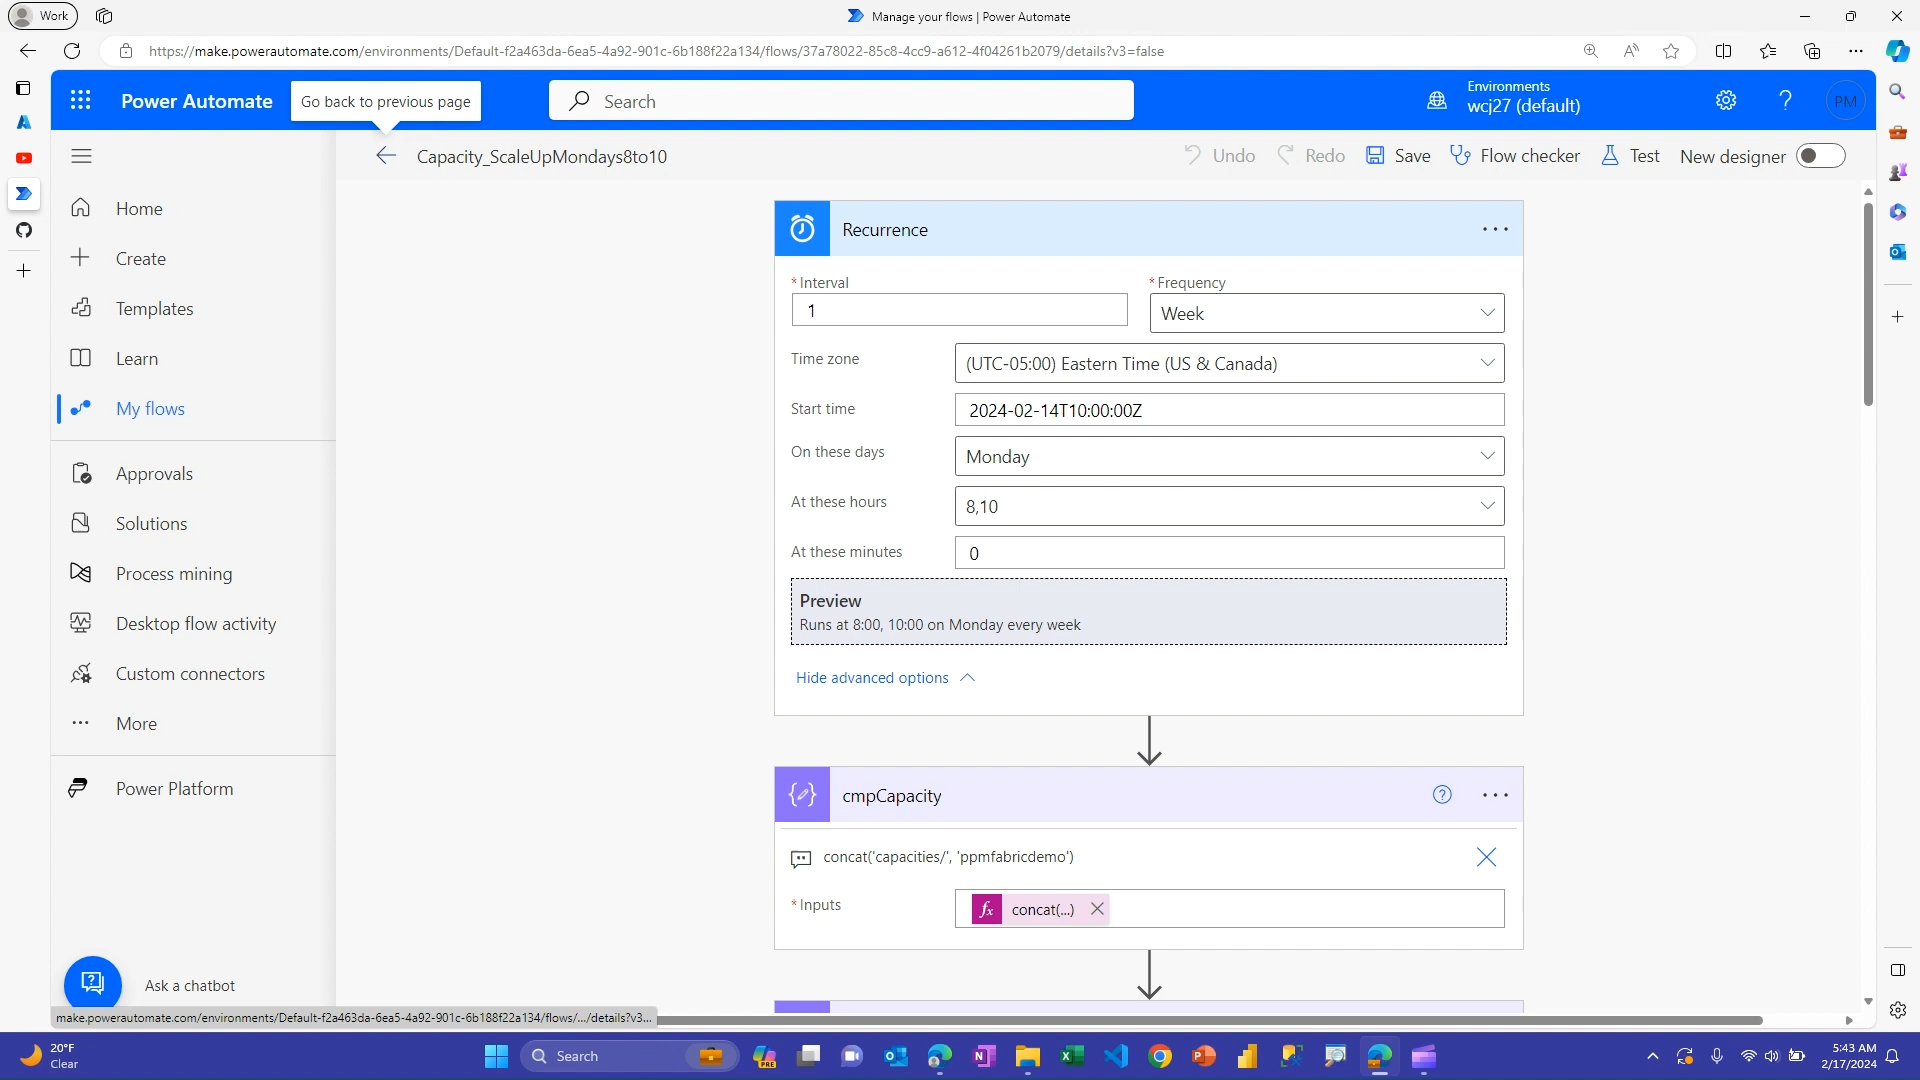 Work
Manage your flows | Power Automate
https://make.powerautomate.com/environments/Default-f2a463da-6ea5-4a92-901c-6b188f22a134/flows/37a78022-85c8-4cc9-a612-4f04261b2079/details?v3=false
Power Automate
Go back to previous page
Search
Environments
wcj27 (default)
PM
Capacity_ScaleUpMondays8to10
Undo
Redo
Save
Flow checker
Test
New designer
Home
Create
Templates
Learn
My flows
Approvals
Solutions
Process mining
Desktop flow activity
Custom connectors
More
Power Platform
Ask a chatbot
Recurrence
* Interval
1
* Frequency
Week
Time zone
(UTC-05:00) Eastern Time (US & Canada)
Start time
2024-02-14T10:00:00Z
On these days
Monday
At these hours
8,10
At these minutes
0
Preview
Runs at 8:00, 10:00 on Monday every week
Hide advanced options
cmpCapacity
concat('capacities/', 'ppmfabricdemo')
* Inputs
fx concat(...)
make.powerautomate.com/environments/Default-f2a463da-6ea5-4a92-901c-6b188f22a134/flows/.../details?v3...
20°F
Clear
Search
PRE
5:43 AM
2/17/2024